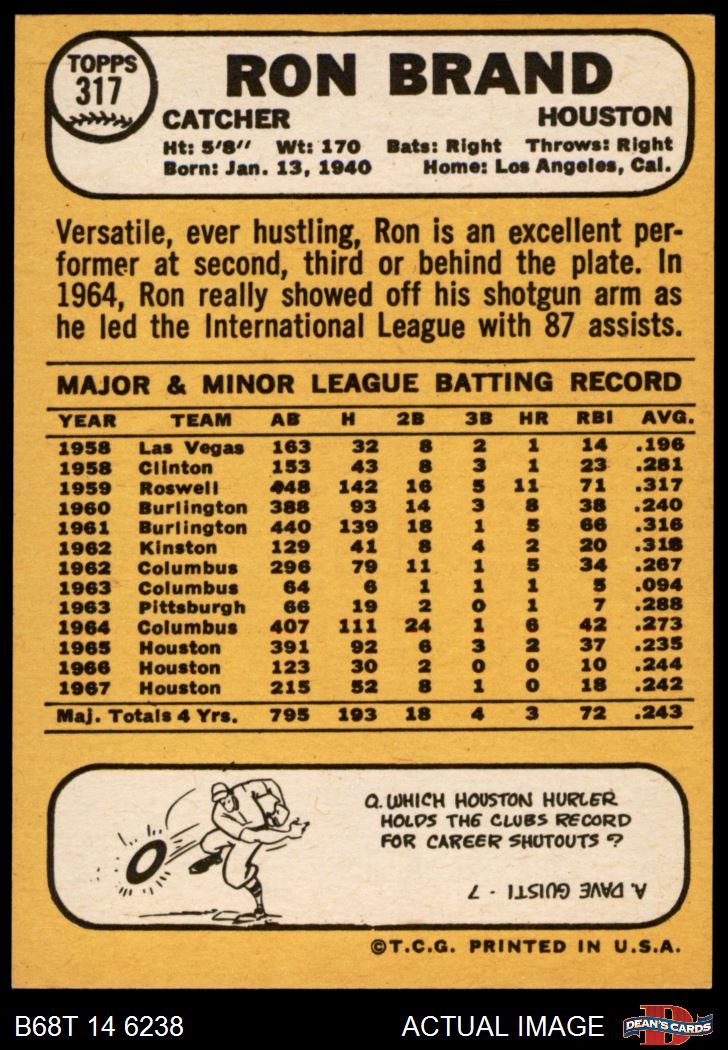 TOPPS
317
RON BRAND
CATCHER HOUSTON
Ht: 5'8" Wt: 170 Bats: Right Throws: Right
Born: Jan. 13, 1940 Home: Los Angeles, Cal.
Versatile, ever hustling, Ron is an excellent per-
former at second, third or behind the plate. In
1964, Ron really showed off his shotgun arm as
he led the International League with 87 assists.
MAJOR & MINOR LEAGUE BATTING RECORD
YEAR TEAM AB H 2B 3B HR RBI AVG.
1958 Las Vegas 163 32 8 2 1 14 .196
1958 Clinton 153 43 8 3 1 23 .281
1959 Roswell 448 142 16 5 11 71 .317
1960 Burlington 388 93 14 3 8 38 .240
1961 Burlington 440 139 18 1 5 66 .316
1962 Kinston 129 41 8 4 2 20 .318
1962 Columbus 296 79 11 1 5 34 .267
1963 Columbus 64 6 1 1 1 5 .094
1963 Pittsburgh 66 19 2 0 1 7 .288
1964 Columbus 407 111 24 1 6 42 .273
1965 Houston 391 92 6 3 2 37 .235
1966 Houston 123 30 2 0 0 10 .244
1967 Houston 215 52 8 1 0 18 .242
Maj. Totals 4 Yrs. 795 193 18 4 3 72 .243
Q. WHICH HOUSTON HURLER
HOLDS THE CLUBS RECORD
FOR CAREER SHUTOUTS?
A. DAVE GUISTI - 7
©T.C.G. PRINTED IN U.S.A.
B68T 14 6238 ACTUAL IMAGE
D
DEAN'S CARDS